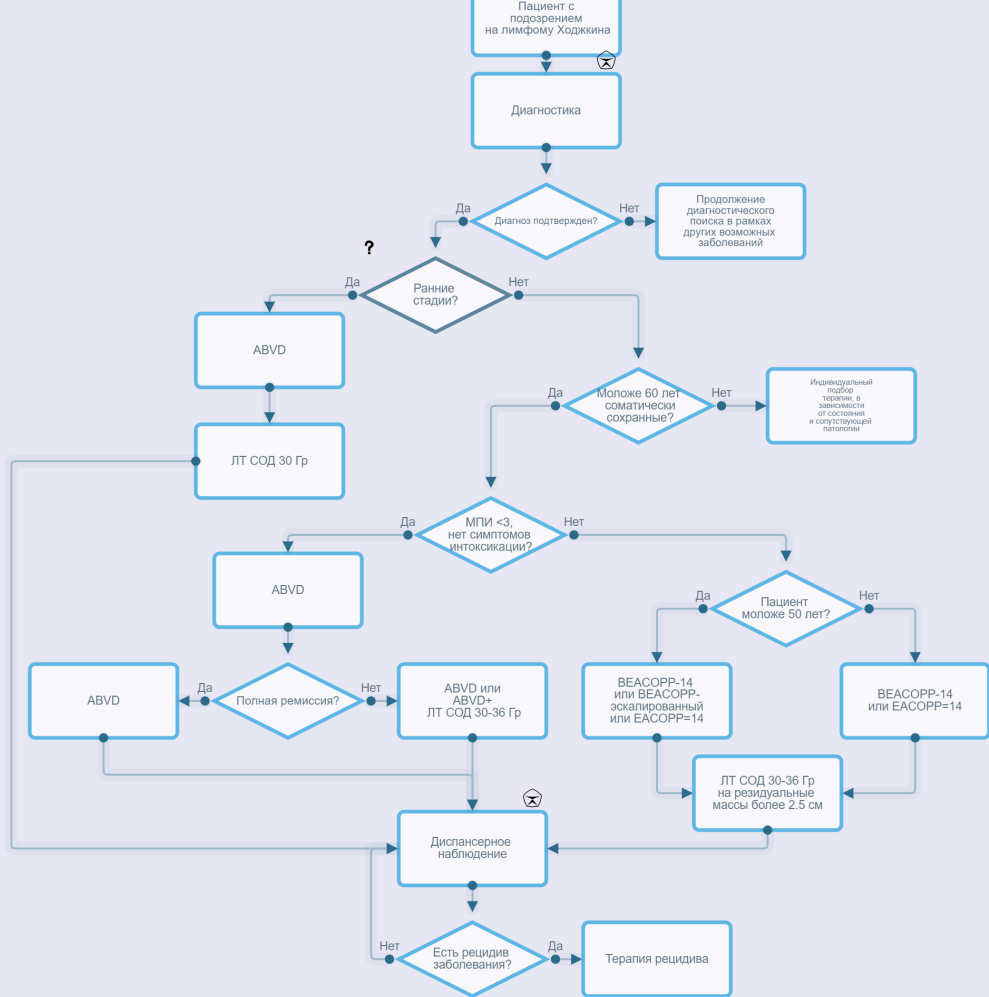 Пациент с
подозрением
на лимфому Ходжкина
Диагностика
Диагноз подтвержден?
Да
Нет
Продолжение
диагностического
поиска в рамках
других возможных
заболеваний
?
Ранние
стадии?
Да
Нет
ABVD
Моложе 60 лет
соматически
сохранные?
Да
Нет
Индивидуальный
подбор
терапии, в
зависимости
от состояния
и сопутствующей
патологии
ЛТ СОД 30 Гр
МПИ <3,
нет симптомов
интоксикации?
Да
Нет
ABVD
Пациент
моложе 50 лет?
Да
Нет
ABVD
Да
Полная ремиссия?
Нет
ABVD или
ABVD+
ЛТ СОД 30-36 Гр
BEACOPP-14
или BEACOPP-
эскалированный
или EACOPP=14
BEACOPP-14
или EACOPP=14
ЛТ СОД 30-36 Гр
на резидуальные
массы более 2.5 см
Диспансерное
наблюдение
Нет
Есть рецидив
заболевания?
Да
Терапия рецидива